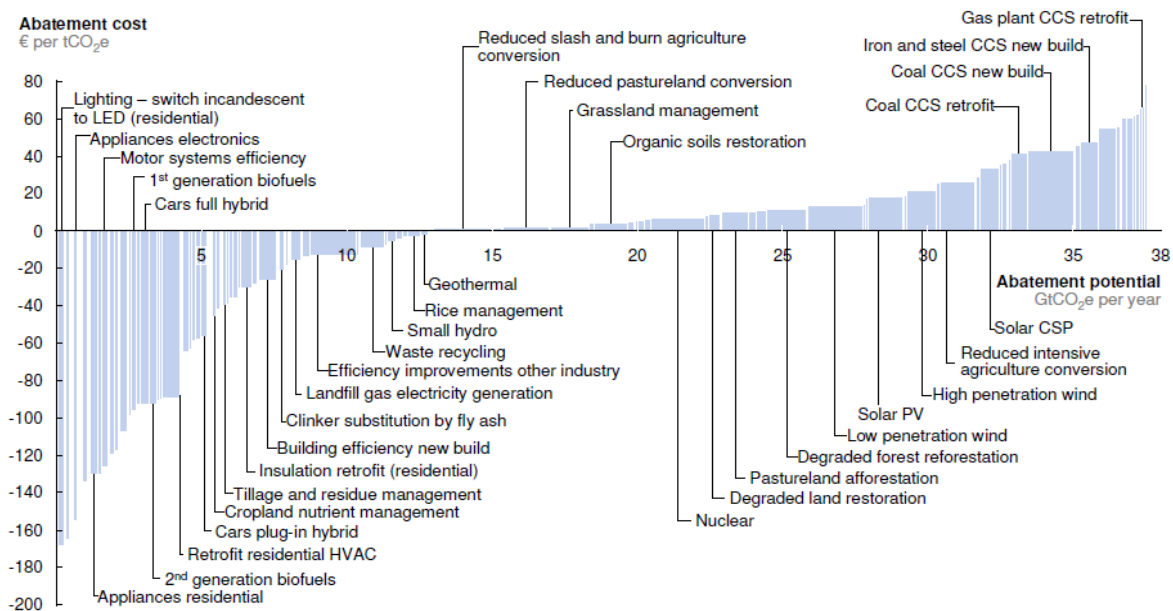 Abatement cost
€ per tCO2e
80
60
40
20
0
-20
-40
-60
-80
-100
-120
-140
-160
-180
-200
Lighting – switch incandescent
to LED (residential)
Appliances electronics
Motor systems efficiency
1st generation biofuels
Cars full hybrid
Reduced slash and burn agriculture
conversion
Reduced pastureland conversion
Grassland management
Organic soils restoration
Gas plant CCS retrofit
Iron and steel CCS new build
Coal CCS new build
Coal CCS retrofit
5
10
15
20
25
30
35
38
Abatement potential
GtCO2e per year
Geothermal
Rice management
Small hydro
Waste recycling
Efficiency improvements other industry
Landfill gas electricity generation
Clinker substitution by fly ash
Building efficiency new build
Insulation retrofit (residential)
Tillage and residue management
Cropland nutrient management
Cars plug-in hybrid
Retrofit residential HVAC
2nd generation biofuels
Appliances residential
Solar CSP
Reduced intensive
agriculture conversion
High penetration wind
Solar PV
Low penetration wind
Degraded forest reforestation
Pastureland afforestation
Degraded land restoration
Nuclear